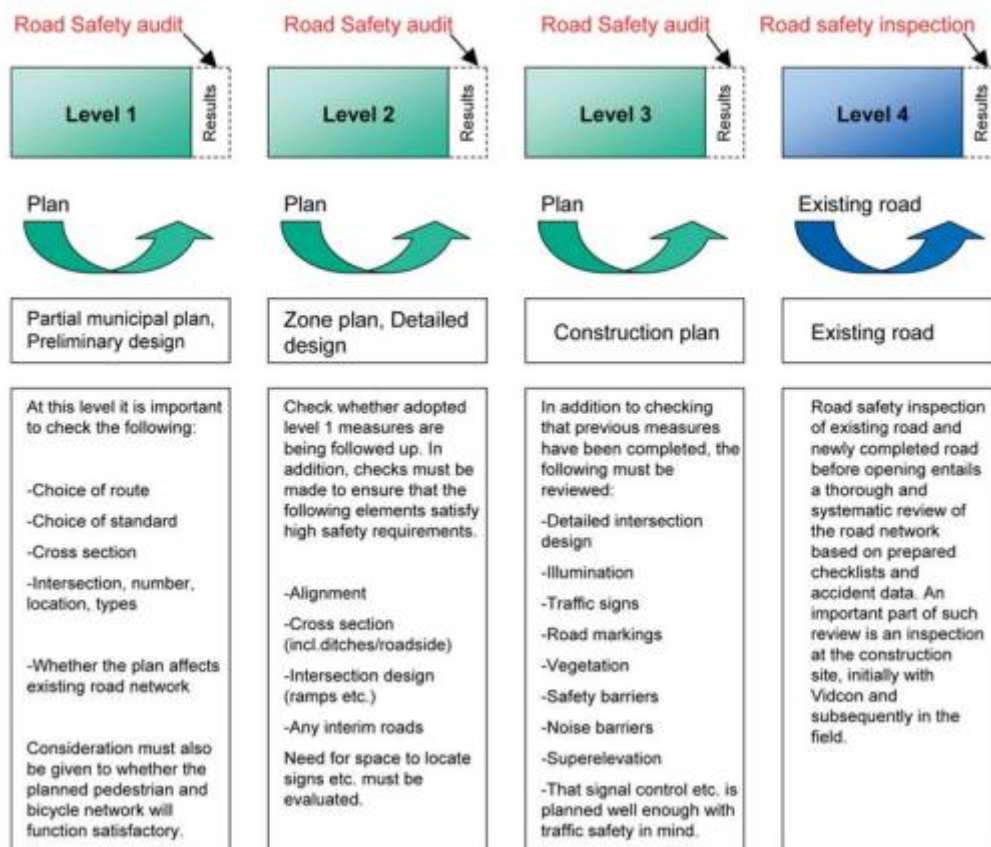 Road Safety audit
Road Safety audit
Road Safety audit
Road safety inspection
Level 1
Results
Level 2
Results
Level 3
Results
Level 4
Results
Plan
Plan
Plan
Existing road
Partial municipal plan,
Preliminary design
Zone plan, Detailed
design
Construction plan
Existing road
At this level it is important
to check the following:
-Choice of route
-Choice of standard
-Cross section
-Intersection, number,
location, types
-Whether the plan affects
existing road network
Consideration must also
be given to whether the
planned pedestrian and
bicycle network will
function satisfactory.
Check whether adopted
level 1 measures are
being followed up. In
addition, checks must be
made to ensure that the
following elements satisfy
high safety requirements.
-Alignment
-Cross section
(incl.ditches/roadside)
-Intersection design
(ramps etc.)
-Any interim roads
Need for space to locate
signs etc. must be
evaluated.
In addition to checking
that previous measures
have been completed, the
following must be
reviewed:
-Detailed intersection
design
-Illumination
-Traffic signs
-Road markings
-Vegetation
-Safety barriers
-Noise barriers
-Superelevation
-That signal control etc. is
planned well enough with
traffic safety in mind.
Road safety inspection
of existing road and
newly completed road
before opening entails
a thorough and
systematic review of
the road network
based on prepared
checklists and
accident data. An
important part of such
review is an inspection
at the construction
site, initially with
Vidcon and
subsequently in the
field.